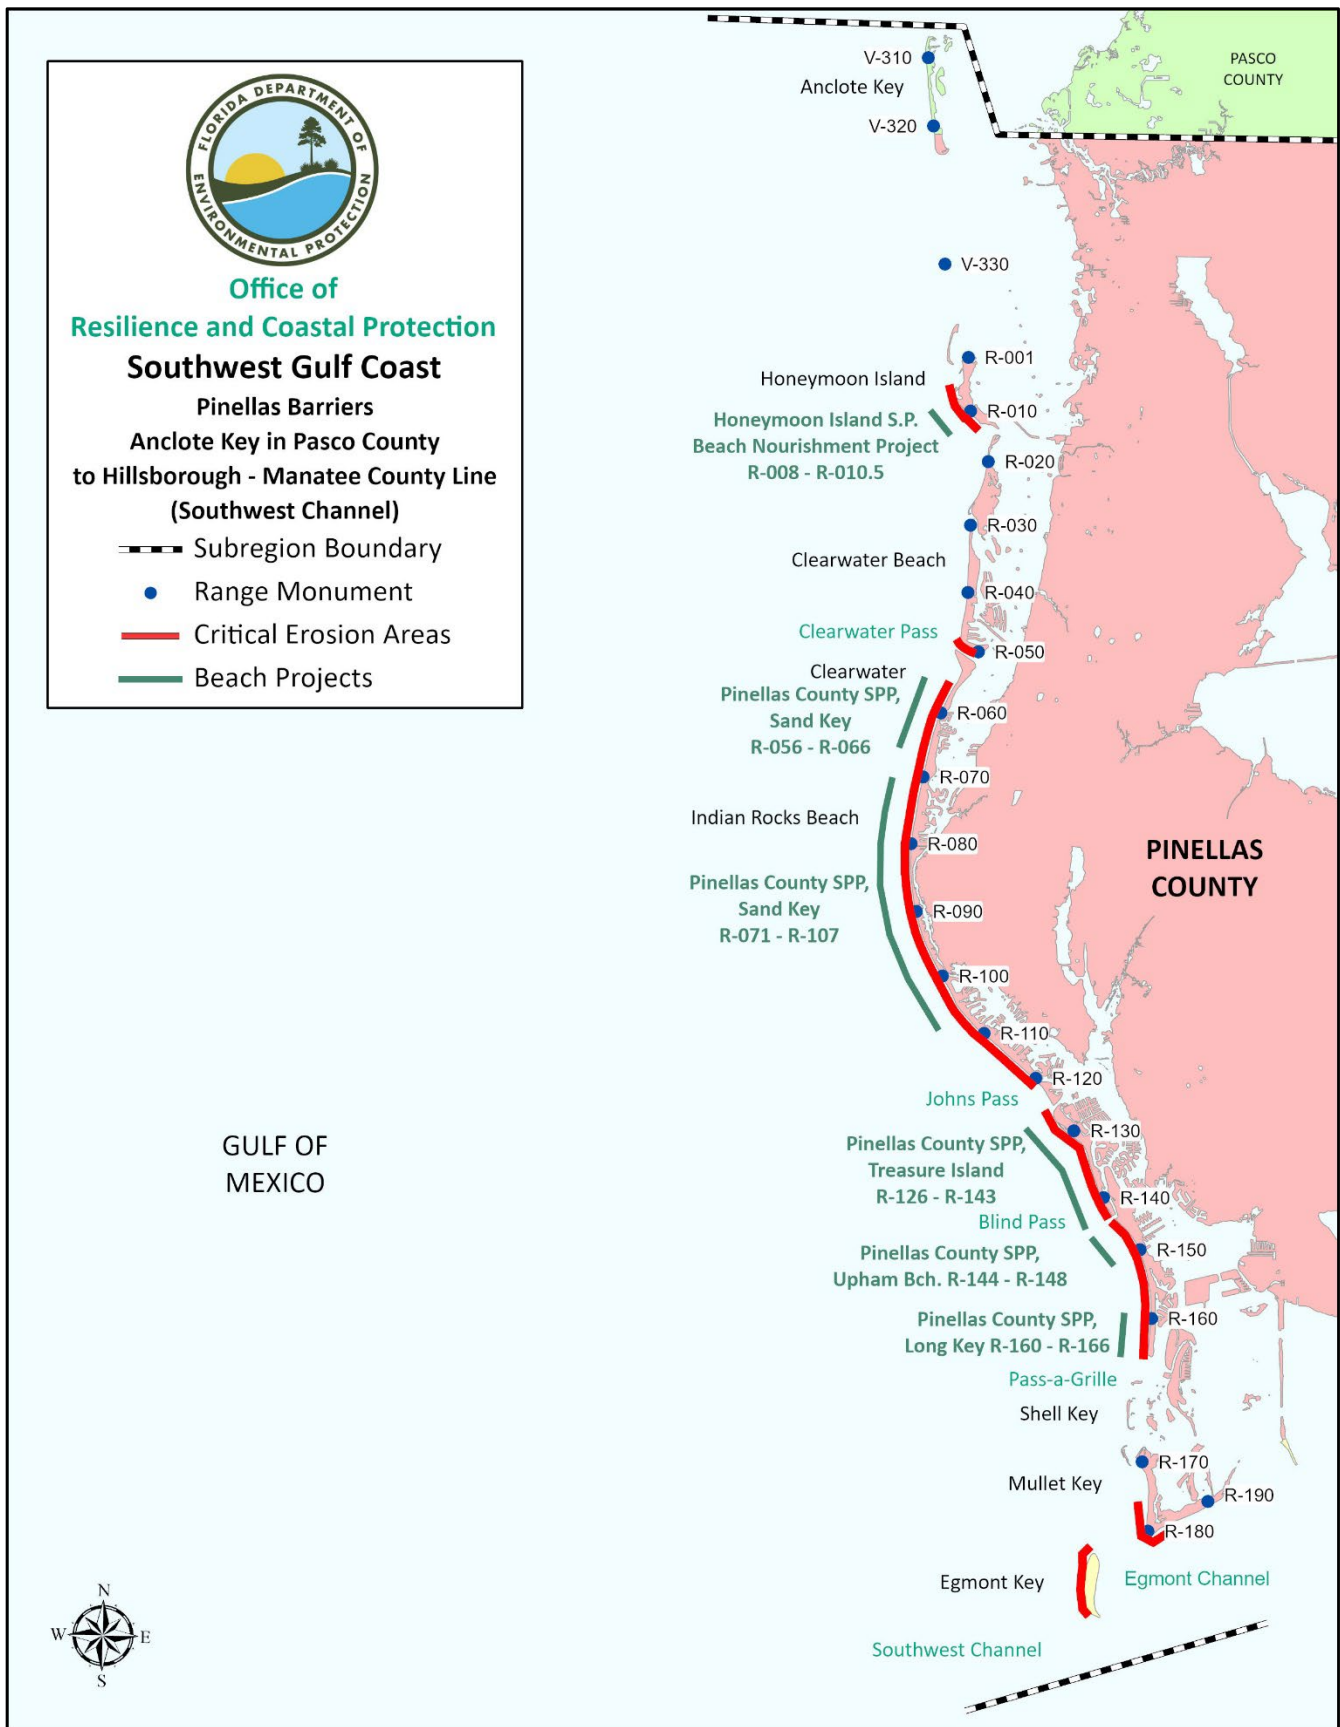 FLORIDA DEPARTMENT OF
ENVIRONMENTAL PROTECTION
Office of
Resilience and Coastal Protection
Southwest Gulf Coast
Pinellas Barriers
Anclote Key in Pasco County
to Hillsborough - Manatee County Line
(Southwest Channel)
Subregion Boundary
Range Monument
Critical Erosion Areas
Beach Projects
V-310
Anclote Key
V-320
PASCO
COUNTY
V-330
R-001
Honeymoon Island
R-010
Honeymoon Island S.P.
Beach Nourishment Project
R-008 - R-010.5
R-020
R-030
Clearwater Beach
R-040
Clearwater Pass
R-050
Clearwater
Pinellas County SPP,
Sand Key
R-056 - R-066
R-060
R-070
Indian Rocks Beach
R-080
PINELLAS
COUNTY
Pinellas County SPP,
Sand Key
R-071 - R-107
R-090
R-100
R-110
R-120
Johns Pass
R-130
GULF OF
MEXICO
Pinellas County SPP,
Treasure Island
R-126 - R-143
R-140
Blind Pass
R-150
Pinellas County SPP,
Upham Bch. R-144 - R-148
Pinellas County SPP,
Long Key R-160 - R-166
R-160
Pass-a-Grille
Shell Key
R-170
Mullet Key
R-190
R-180
Egmont Key
Egmont Channel
Southwest Channel
N
W
E
S